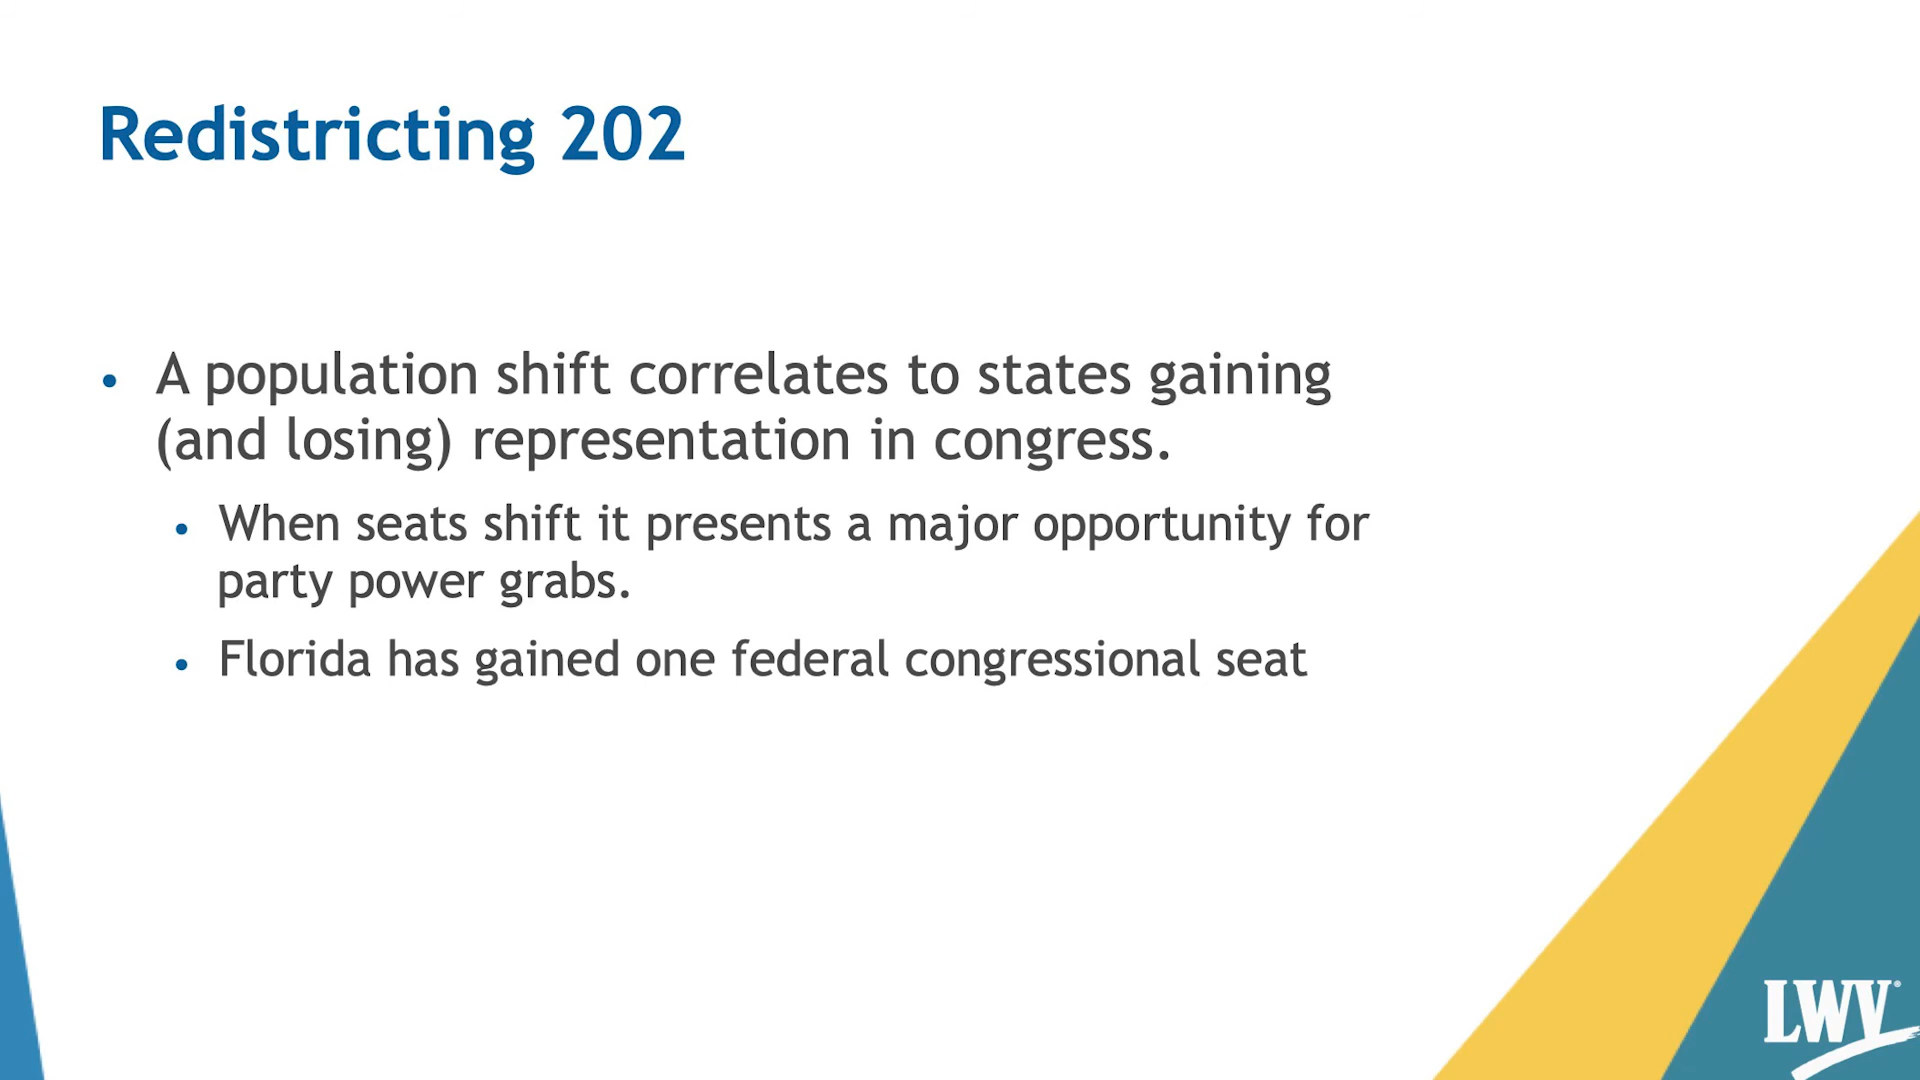 Redistricting 202
• A population shift correlates to states gaining
(and losing) representation in congress.
• When seats shift it presents a major opportunity for
party power grabs.
• Florida has gained one federal congressional seat
LWV®